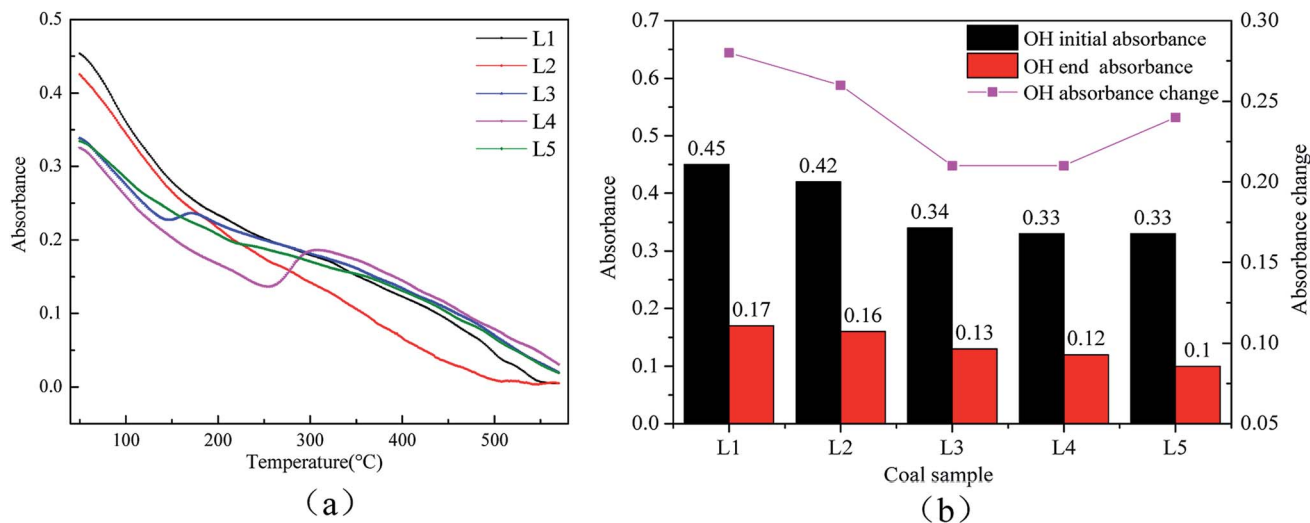 0.5
0.4
0.3
0.2
0.1
0.0
Absorbance
L1
L2
L3
L4
L5
100 200 300 400 500
Temperature(°C)
(a)
0.7
0.6
0.5
0.4
0.3
0.2
0.1
0.0
Absorbance
OH initial absorbance
OH end absorbance
OH absorbance change
0.45
0.42
0.34
0.33
0.33
0.17
0.16
0.13
0.12
0.1
0.30
0.25
0.20
0.15
0.10
0.05
Absorbance change
L1 L2 L3 L4 L5
Coal sample
(b)